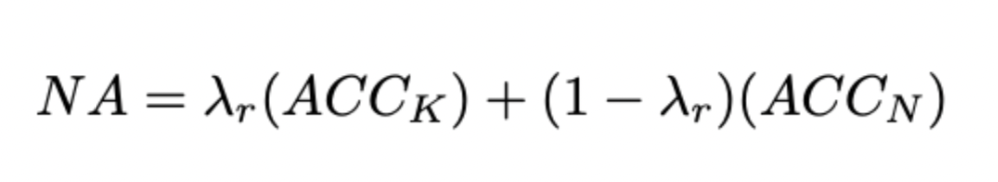 NA = λ_r(ACC_K) + (1 − λ_r)(ACC_N)